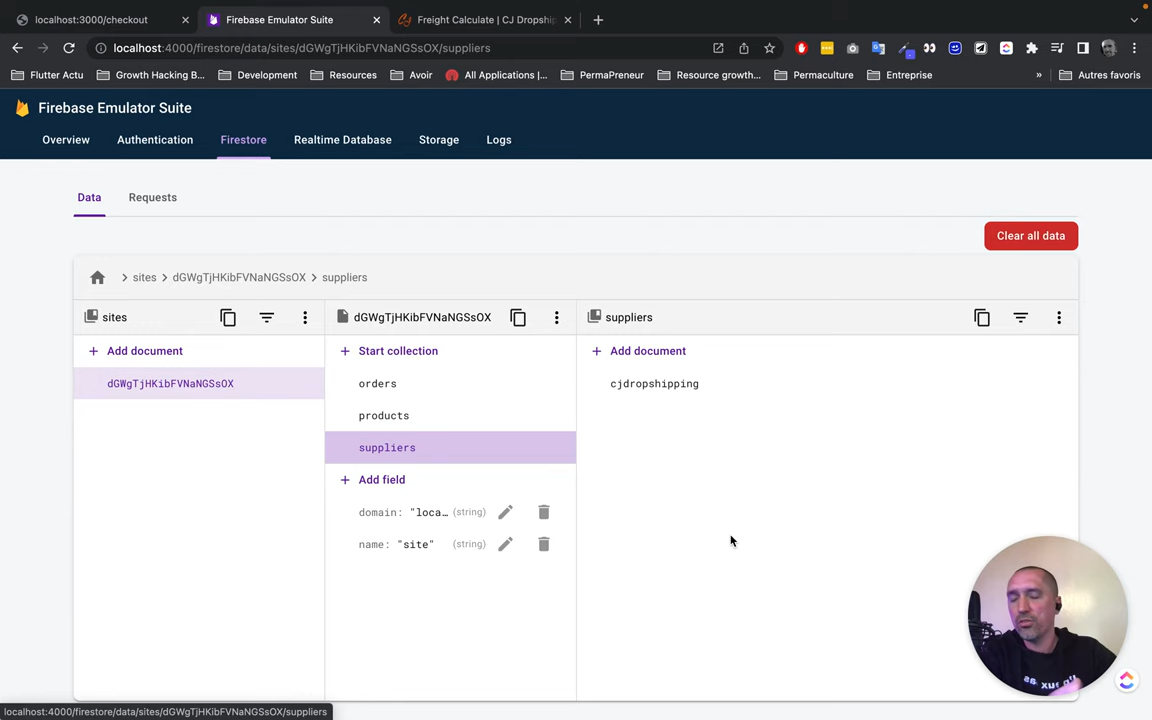 localhost:3000/checkout
Firebase Emulator Suite
Freight Calculate | CJ Dropship
localhost:4000/firestore/data/sites/dGWgTjHKibFVNaNGSsOX/suppliers
Flutter Actu
Growth Hacking B...
Development
Resources
Avoir
All Applications |...
PermaPreneur
Resource growth...
Permaculture
Entreprise
»
Autres favoris
Firebase Emulator Suite
Overview
Authentication
Firestore
Realtime Database
Storage
Logs
Data
Requests
Clear all data
sites
dGWgTjHKibFVNaNGSsOX
suppliers
sites
dGWgTjHKibFVNaNGSsOX
suppliers
+ Add document
+ Start collection
+ Add document
dGWgTjHKibFVNaNGSsOX
orders
cjdropshipping
products
suppliers
+ Add field
domain: "loca… (string)
name: "site" (string)
localhost:4000/firestore/data/sites/dGWgTjHKibFVNaNGSsOX/suppliers